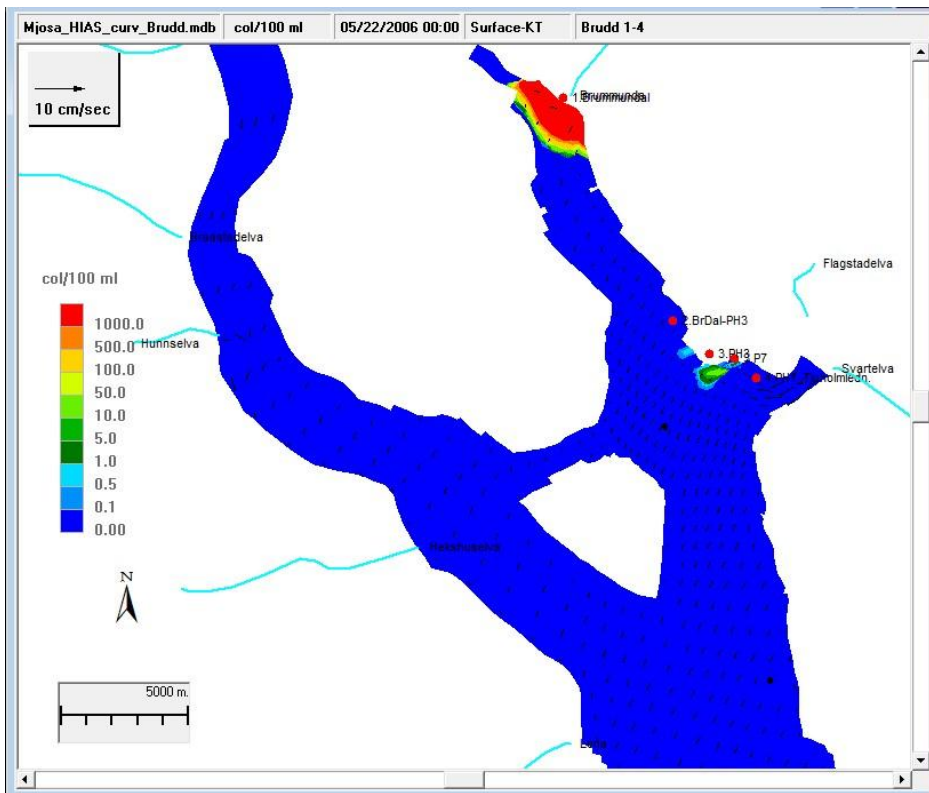 Mjosa_HIAS_curv_Brudd.mdb col/100 ml 05/22/2006 00:00 Surface-KT Brudd 1-4
10 cm/sec
1.Brummundal
Flagstadelva
col/100 ml
1000.0
500.0
100.0
50.0
10.0
5.0
1.0
0.5
0.1
0.00
Hunnselva
2.BrDal-PH3
3.PH3
P7
Svartelva
N
5000 m.